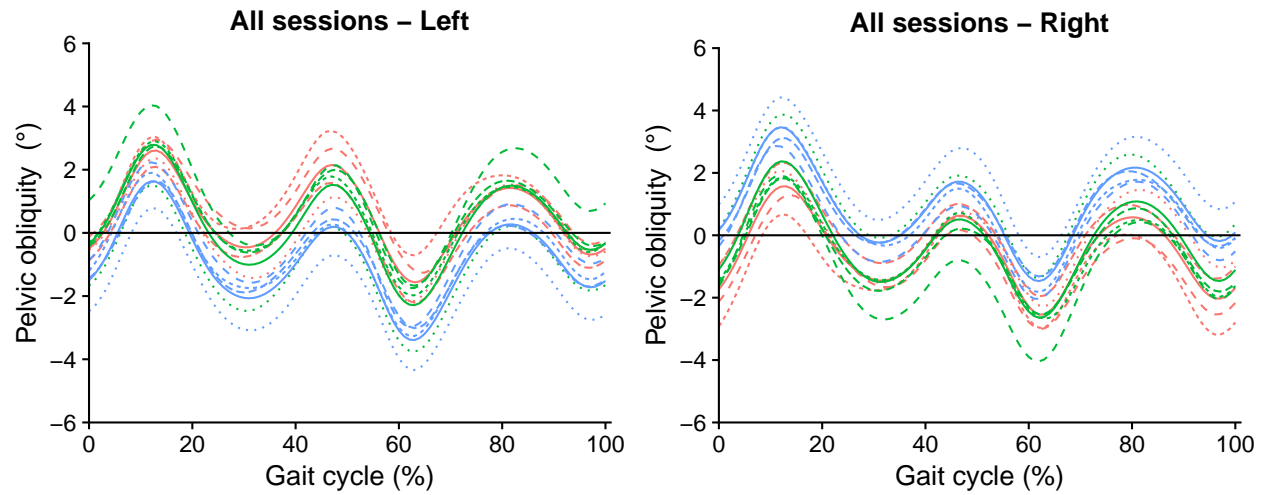 All sessions − Left
Pelvic obliquity (°)
6
4
2
0
−2
−4
−6
0 20 40 60 80 100
Gait cycle (%)
All sessions − Right
Pelvic obliquity (°)
6
4
2
0
−2
−4
−6
0 20 40 60 80 100
Gait cycle (%)